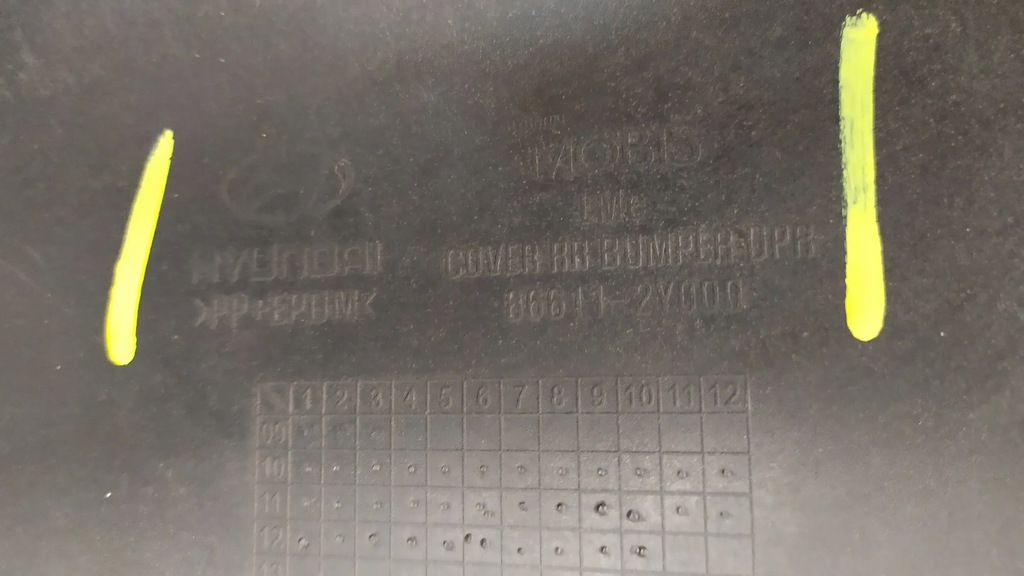 MOBIS
HYUNDAI
COVER RR BUMPER-UPR
>PP+EPDM<
86611-2Y000
1 2 3 4 5 6 7 8 9 10 11 12
09
10
11
12